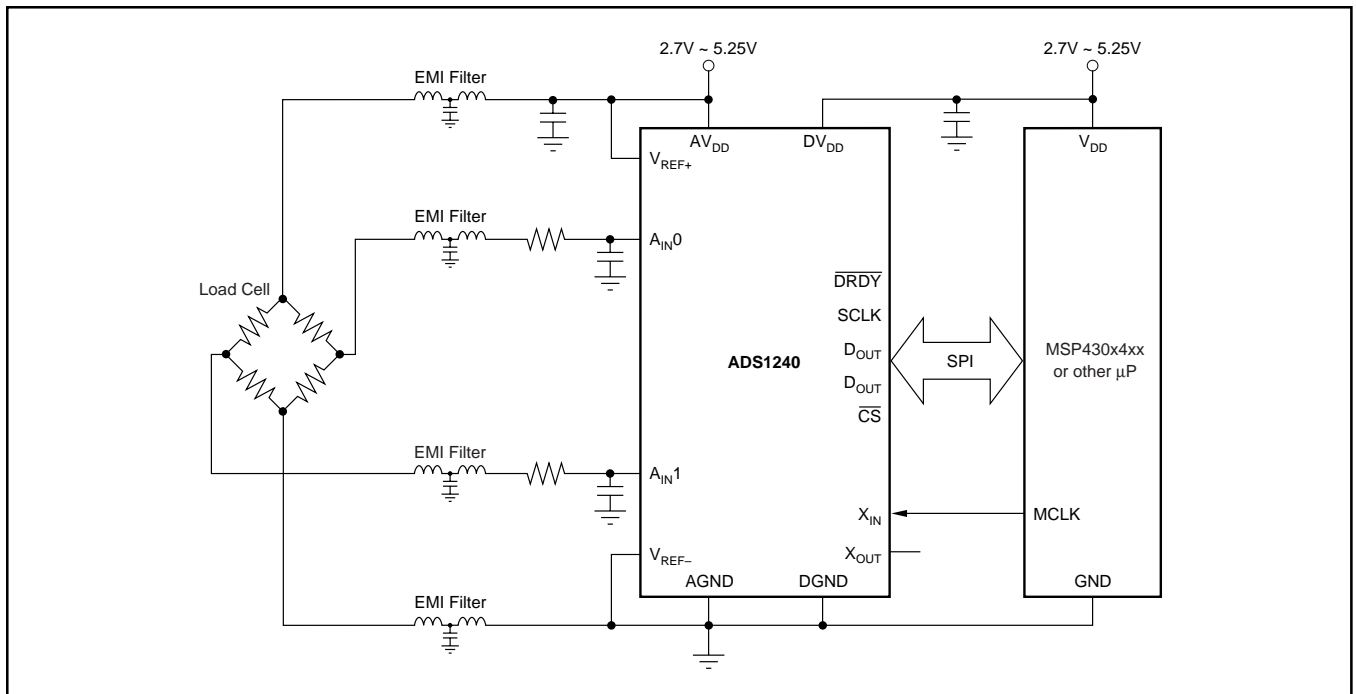 2.7V ~ 5.25V
2.7V ~ 5.25V
EMI Filter
AVDD
DVDD
VDD
VREF+
EMI Filter
AIN0
Load Cell
DRDY
SCLK
DOUT
DOUT
CS
ADS1240
SPI
MSP430x4xx
or other μP
EMI Filter
AIN1
XIN
MCLK
XOUT
VREF–
AGND
DGND
GND
EMI Filter